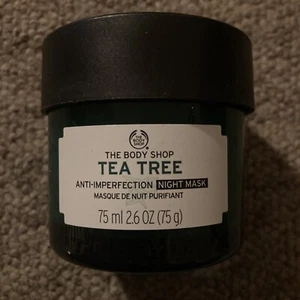 THE BODY SHOP
THE BODY SHOP
TEA TREE
ANTI-IMPERFECTION NIGHT MASK
MASQUE DE NUIT PURIFIANT
75 ml 2.6 OZ (75 g)